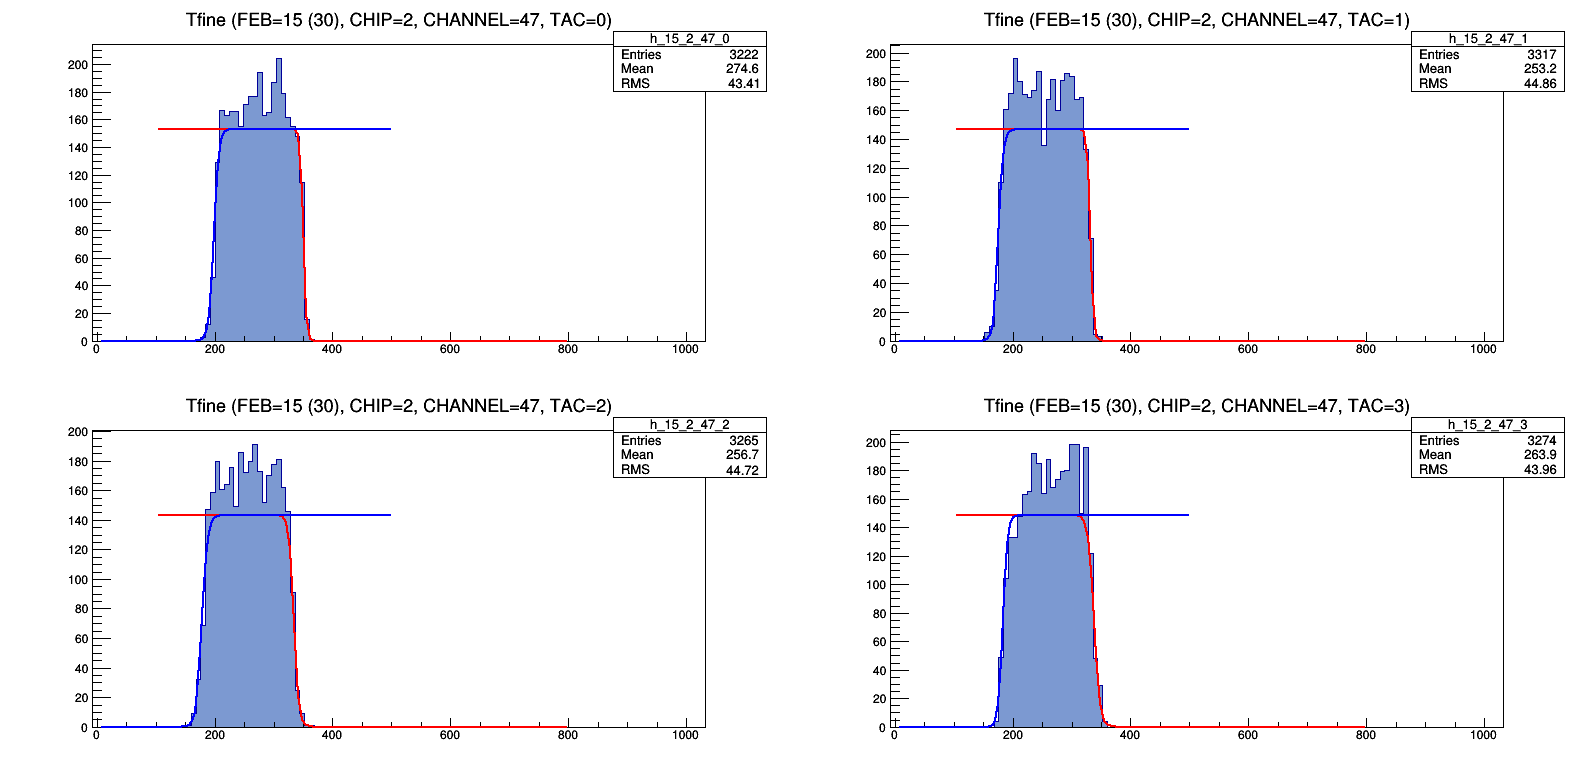 Tfine (FEB=15 (30), CHIP=2, CHANNEL=47, TAC=0)
h_15_2_47_0
Entries 3222
Mean 274.6
RMS 43.41
200
180
160
140
120
100
80
60
40
20
0
0 200 400 600 800 1000
Tfine (FEB=15 (30), CHIP=2, CHANNEL=47, TAC=1)
h_15_2_47_1
Entries 3317
Mean 253.2
RMS 44.86
200
180
160
140
120
100
80
60
40
20
0
0 200 400 600 800 1000
Tfine (FEB=15 (30), CHIP=2, CHANNEL=47, TAC=2)
h_15_2_47_2
Entries 3265
Mean 256.7
RMS 44.72
200
180
160
140
120
100
80
60
40
20
0
0 200 400 600 800 1000
Tfine (FEB=15 (30), CHIP=2, CHANNEL=47, TAC=3)
h_15_2_47_3
Entries 3274
Mean 263.9
RMS 43.96
200
180
160
140
120
100
80
60
40
20
0
0 200 400 600 800 1000